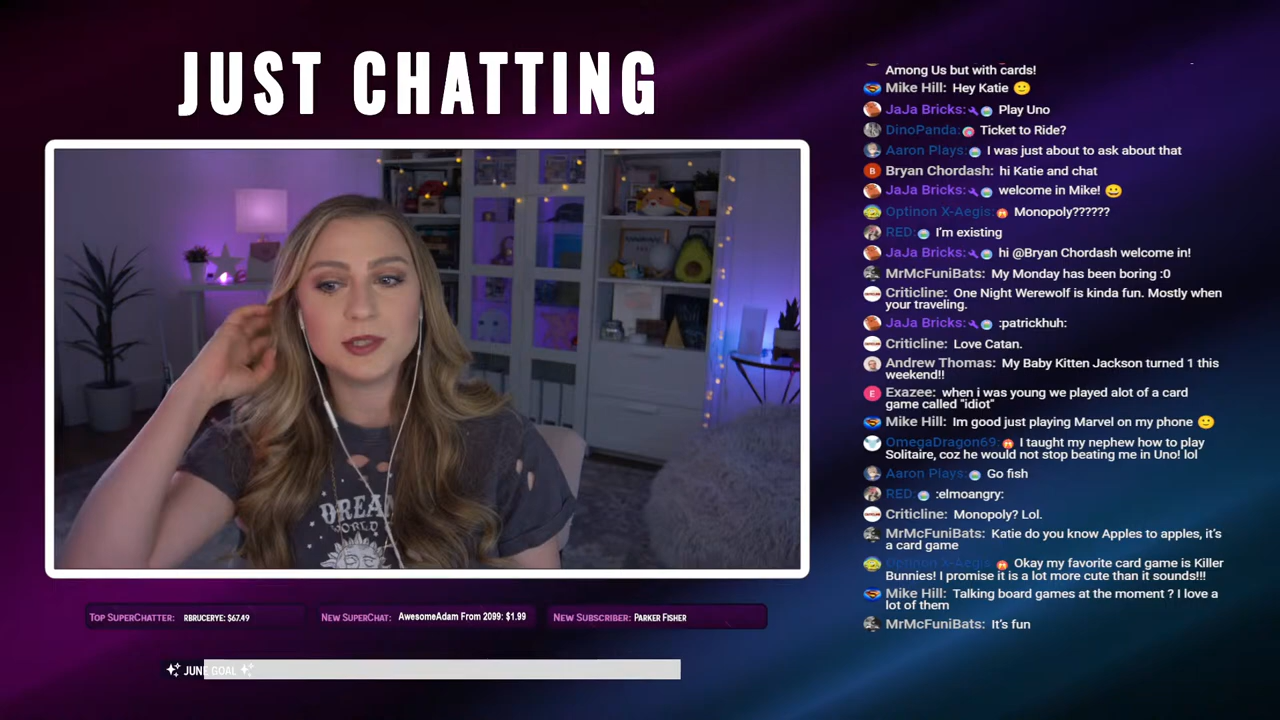 JUST CHATTING
Among Us but with cards!
Mike Hill: Hey Katie
JaJa Bricks: Play Uno
DinoPanda: Ticket to Ride?
Aaron Plays: I was just about to ask about that
Bryan Chordash: hi Katie and chat
JaJa Bricks: welcome in Mike!
Optinon X-Aegis: Monopoly??????
RED: I'm existing
JaJa Bricks: hi @Bryan Chordash welcome in!
MrMcFuniBats: My Monday has been boring :0
Criticline: One Night Werewolf is kinda fun. Mostly when
your traveling.
JaJa Bricks: :patrickhuh:
Criticline: Love Catan.
Andrew Thomas: My Baby Kitten Jackson turned 1 this
weekend!!
Exazee: when i was young we played alot of a card
game called "idiot"
Mike Hill: Im good just playing Marvel on my phone
OmegaDragon69: I taught my nephew how to play
Solitaire, coz he would not stop beating me in Uno! lol
Aaron Plays: Go fish
RED: :elmoangry:
Criticline: Monopoly? Lol.
MrMcFuniBats: Katie do you know Apples to apples, it's
a card game
Optinon X-Aegis: Okay my favorite card game is Killer
Bunnies! I promise it is a lot more cute than it sounds!!!
Mike Hill: Talking board games at the moment ? I love a
lot of them
MrMcFuniBats: It's fun
DREAM
WORLD
TOP SUPERCHATTER: RBRUCERYE: $67.49
NEW SUPERCHAT: AwesomeAdam From 2099: $1.99
NEW SUBSCRIBER: PARKER FISHER
JUNE GOAL